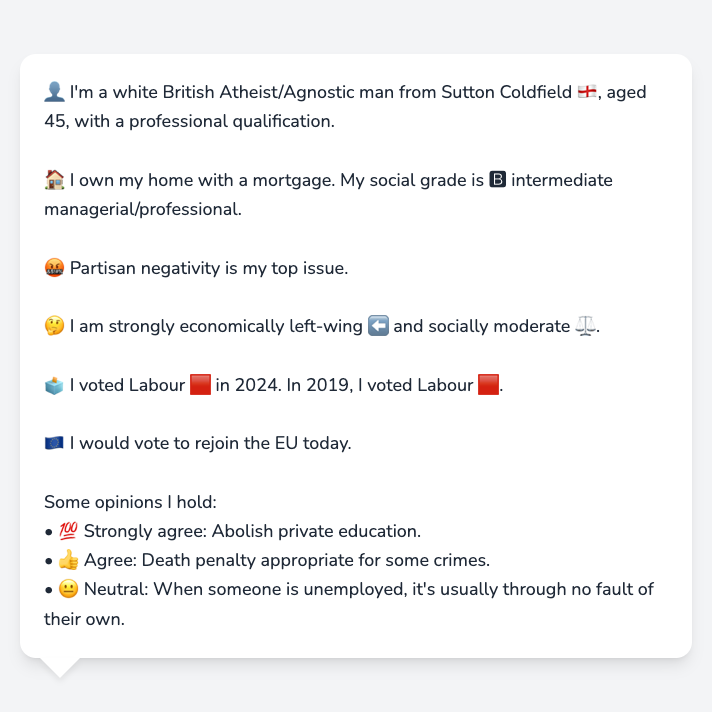 👤 I'm a white British Atheist/Agnostic man from Sutton Coldfield 🏴󠁧󠁢󠁥󠁮󠁧󠁿, aged
45, with a professional qualification.
🏠 I own my home with a mortgage. My social grade is 🅱 intermediate
managerial/professional.
🤬 Partisan negativity is my top issue.
🤔 I am strongly economically left-wing ⬅️ and socially moderate ⚖️.
🗳️ I voted Labour 🟥 in 2024. In 2019, I voted Labour 🟥.
🇪🇺 I would vote to rejoin the EU today.
Some opinions I hold:
• 💯 Strongly agree: Abolish private education.
• 👍 Agree: Death penalty appropriate for some crimes.
• 😐 Neutral: When someone is unemployed, it's usually through no fault of
their own.